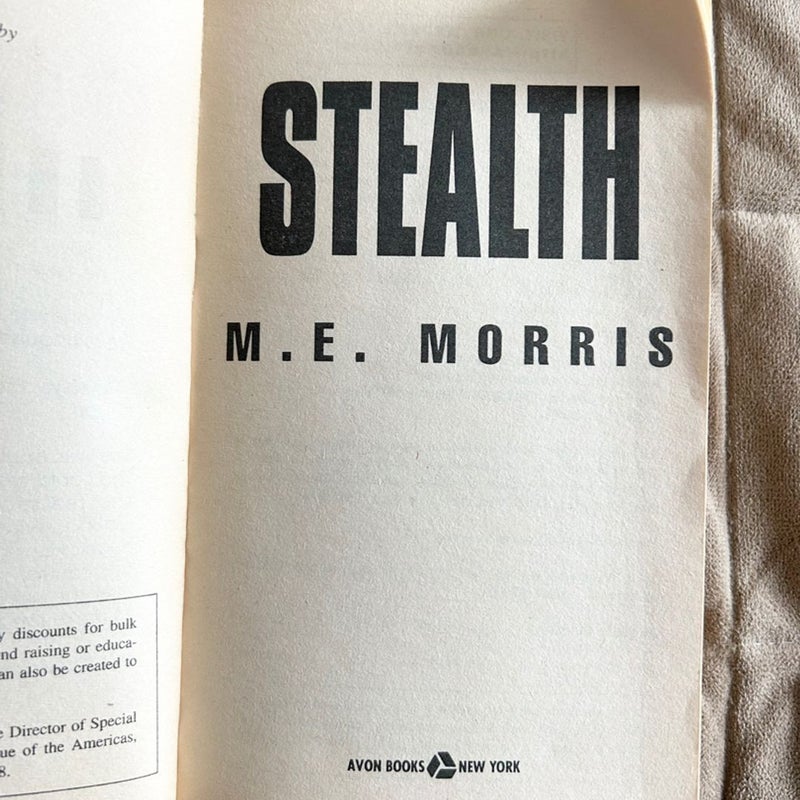 by
y discounts for bulk
nd raising or educa-
an also be created to
e Director of Special
ue of the Americas,
8.
STEALTH
M.E. MORRIS
AVON BOOKS NEW YORK